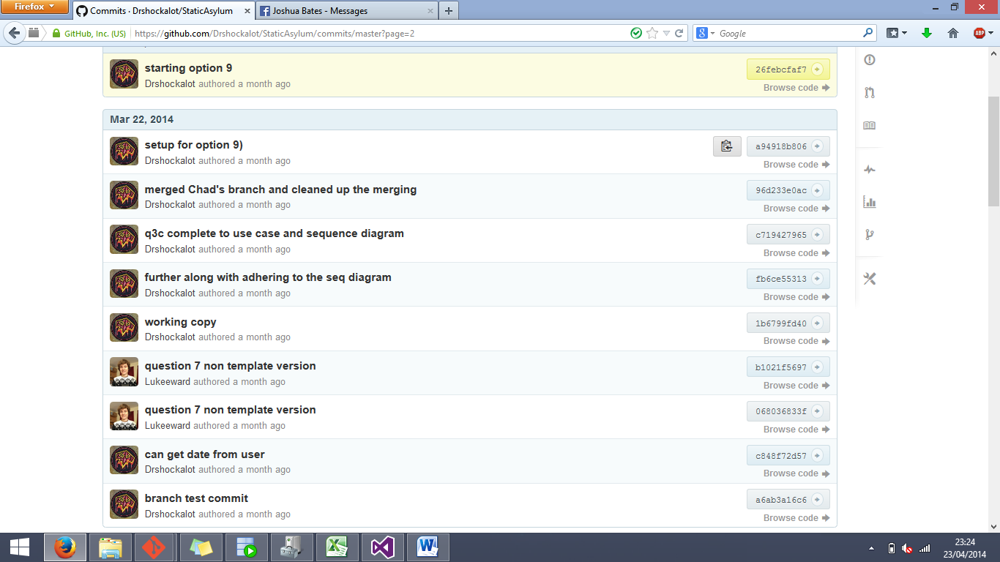 Firefox
Commits · Drshockalot/StaticAsylum
Joshua Bates - Messages
GitHub, Inc. (US)
https://github.com/Drshockalot/StaticAsylum/commits/master?page=2
Google
ABP
starting option 9
26febcfaf7
Drshockalot authored a month ago
Browse code
Mar 22, 2014
setup for option 9)
a94918b806
Drshockalot authored a month ago
Browse code
merged Chad's branch and cleaned up the merging
96d233e0ac
Drshockalot authored a month ago
Browse code
q3c complete to use case and sequence diagram
c719427965
Drshockalot authored a month ago
Browse code
further along with adhering to the seq diagram
fb6ce55313
Drshockalot authored a month ago
Browse code
working copy
1b6799fd40
Drshockalot authored a month ago
Browse code
question 7 non template version
b1021f5697
Lukeeward authored a month ago
Browse code
question 7 non template version
068036833f
Lukeeward authored a month ago
Browse code
can get date from user
c848f72d57
Drshockalot authored a month ago
Browse code
branch test commit
a6ab3a16c6
Drshockalot authored a month ago
Browse code
23:24
23/04/2014